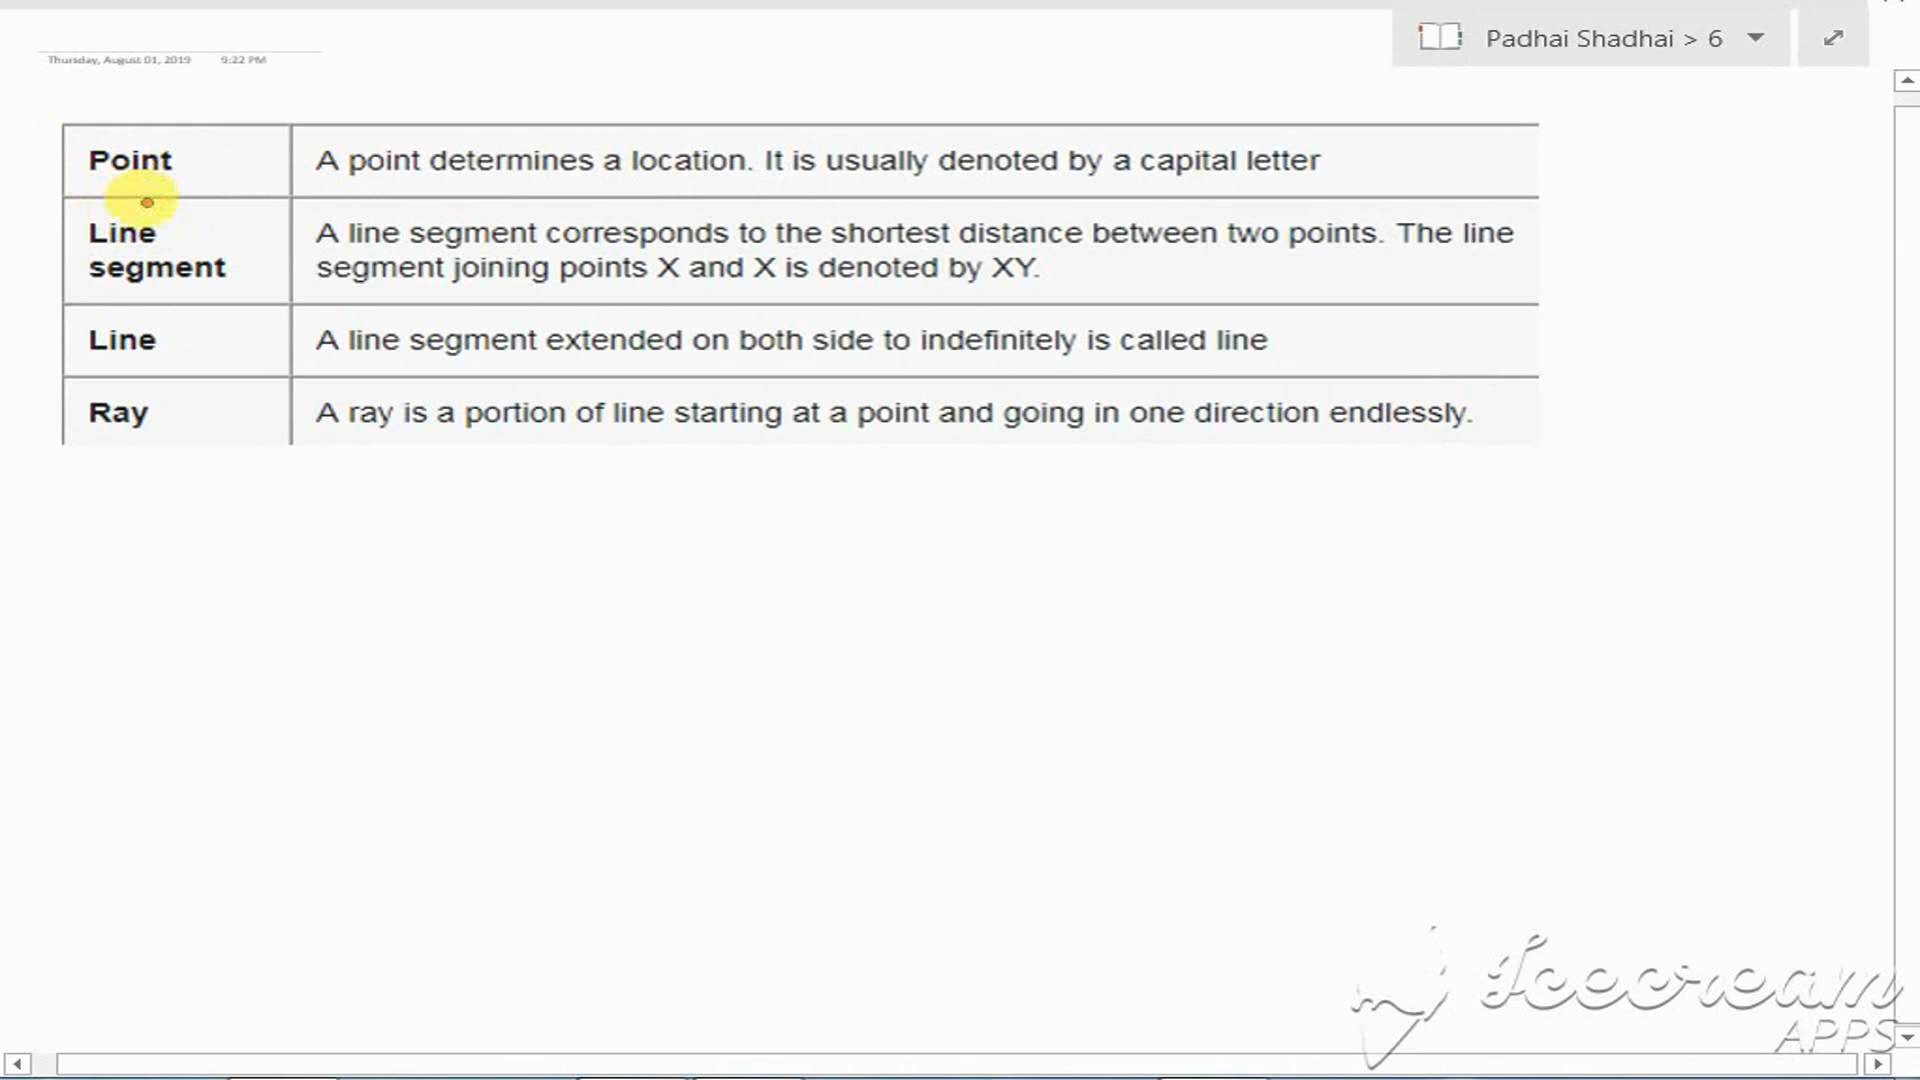 Padhai Shadhai > 6
Thursday, August 01, 2019 9:22 PM
Point A point determines a location. It is usually denoted by a capital letter
Line segment
A line segment corresponds to the shortest distance between two points. The line
segment joining points X and X is denoted by XY.
Line A line segment extended on both side to indefinitely is called line
Ray A ray is a portion of line starting at a point and going in one direction endlessly.
Icecream
APPS